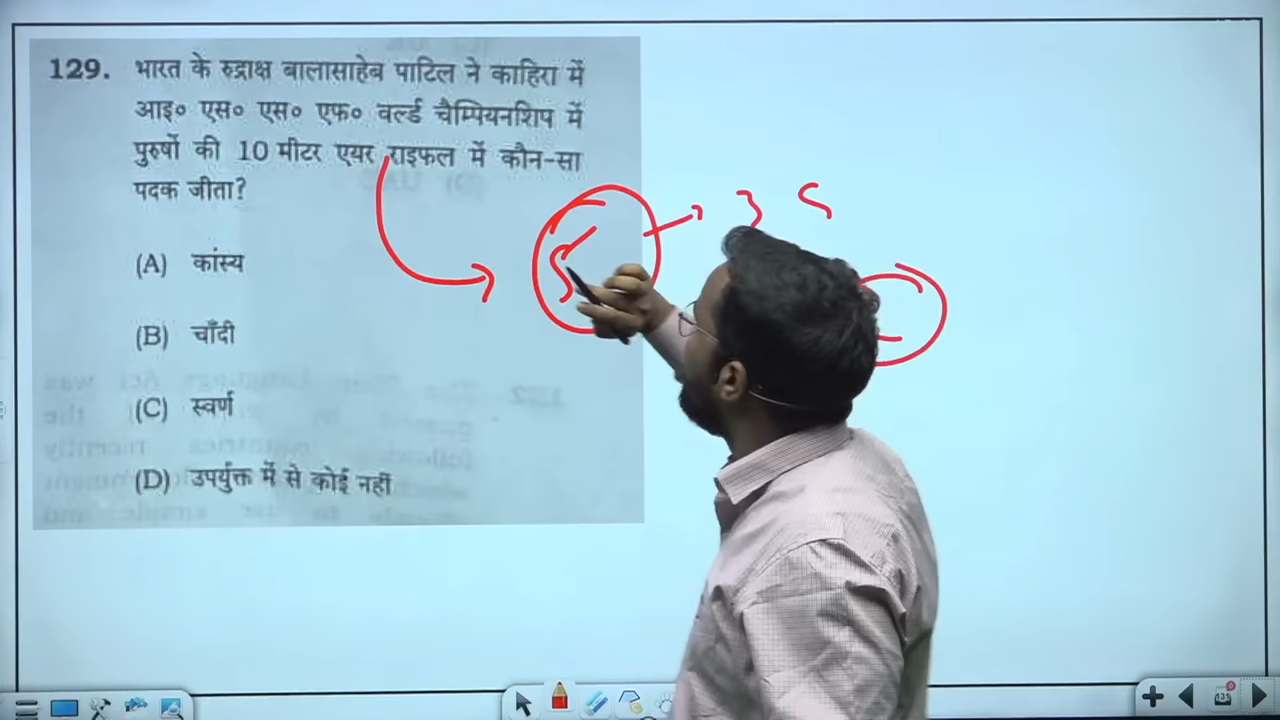 129. भारत के रुद्राक्ष बालासाहेब पाटिल ने काहिरा में
आइ० एस० एस० एफ० वर्ल्ड चैम्पियनशिप में
पुरुषों की 10 मीटर एयर राइफल में कौन-सा
पदक जीता?
(A) कांस्य
(B) चाँदी
(C) स्वर्ण
(D) उपर्युक्त में से कोई नहीं